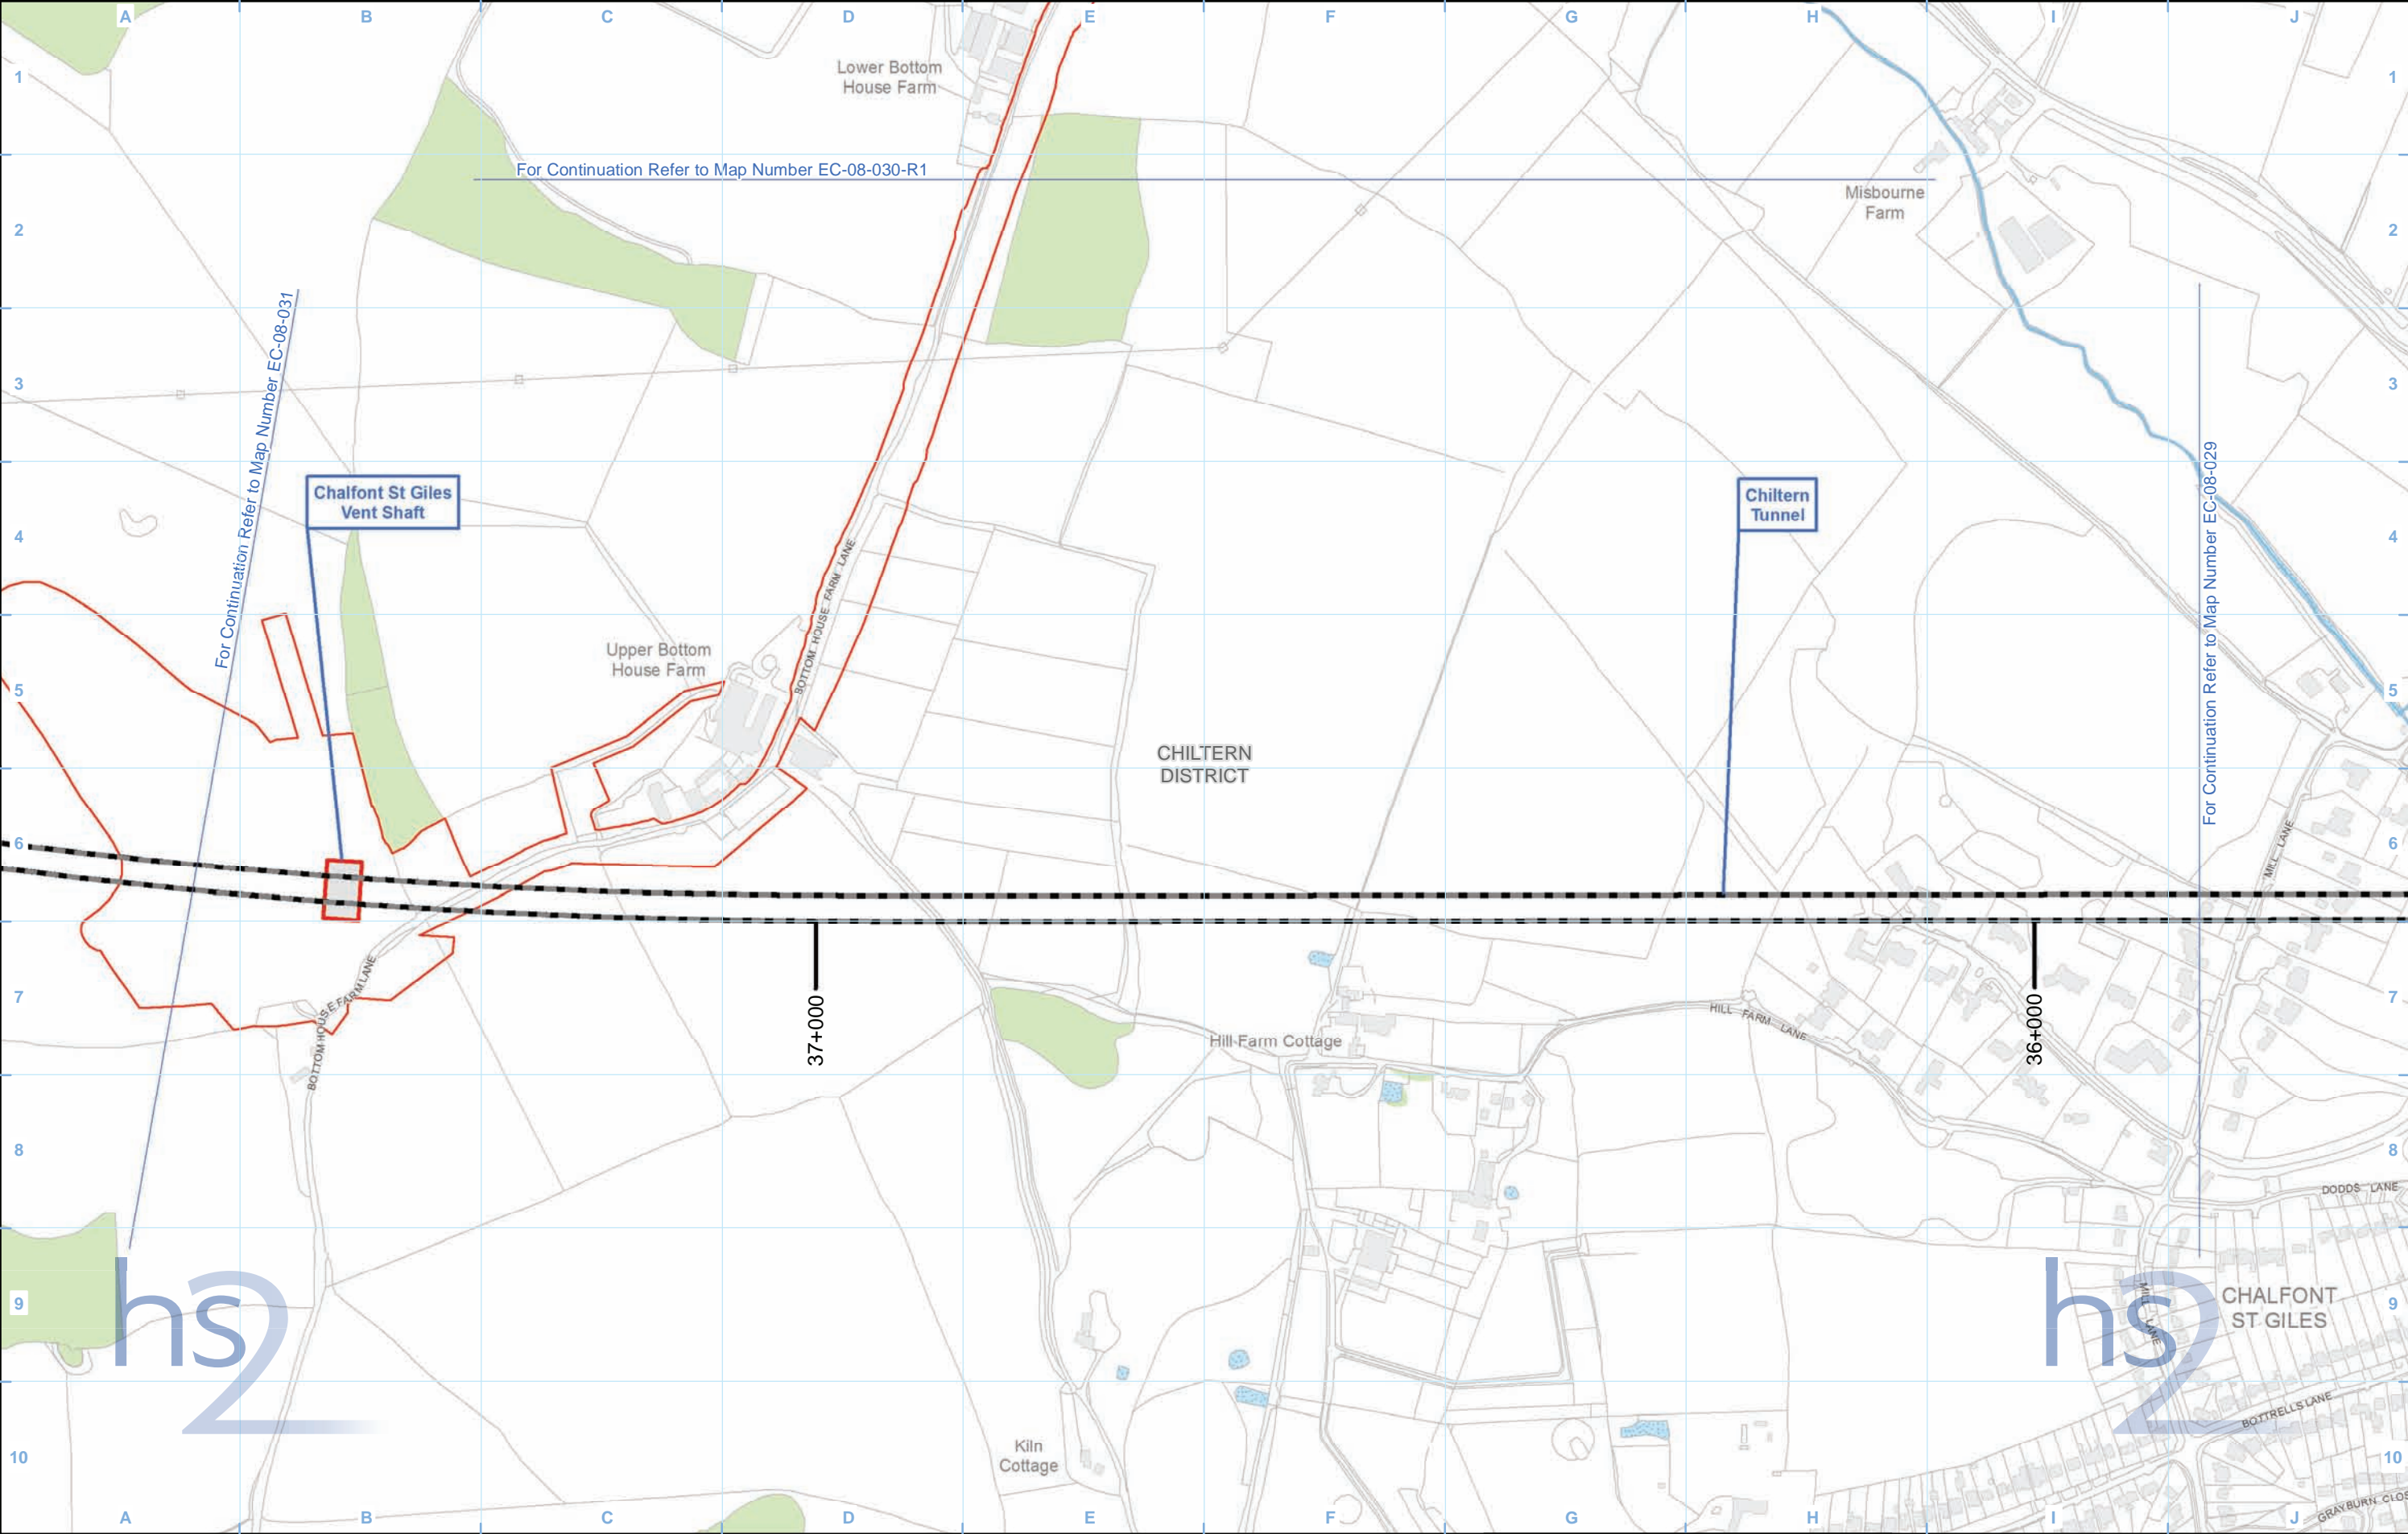 A B C D E F G H I J
1 1
Lower Bottom
House Farm
For Continuation Refer to Map Number EC-08-030-R1
Misbourne
Farm
2 2
For Continuation Refer to Map Number EC-08-031
3 3
Chalfont St Giles
Vent Shaft
Chiltern
Tunnel
For Continuation Refer to Map Number EC-08-029
4 4
BOTTOM HOUSE FARM LANE
Upper Bottom
House Farm
5 5
CHILTERN
DISTRICT
6 6
MILL LANE
BOTTOM HOUSE FARM LANE
7 7
37+000
36+000
Hill Farm Cottage
HILL FARM LANE
8 8
DODDS LANE
hs2
hs2
9 9
MILL LANE
CHALFONT
ST GILES
BOTTRELLS LANE
Kiln
Cottage
10 10
GRAYBURN CLOS
A B C D E F G H I J